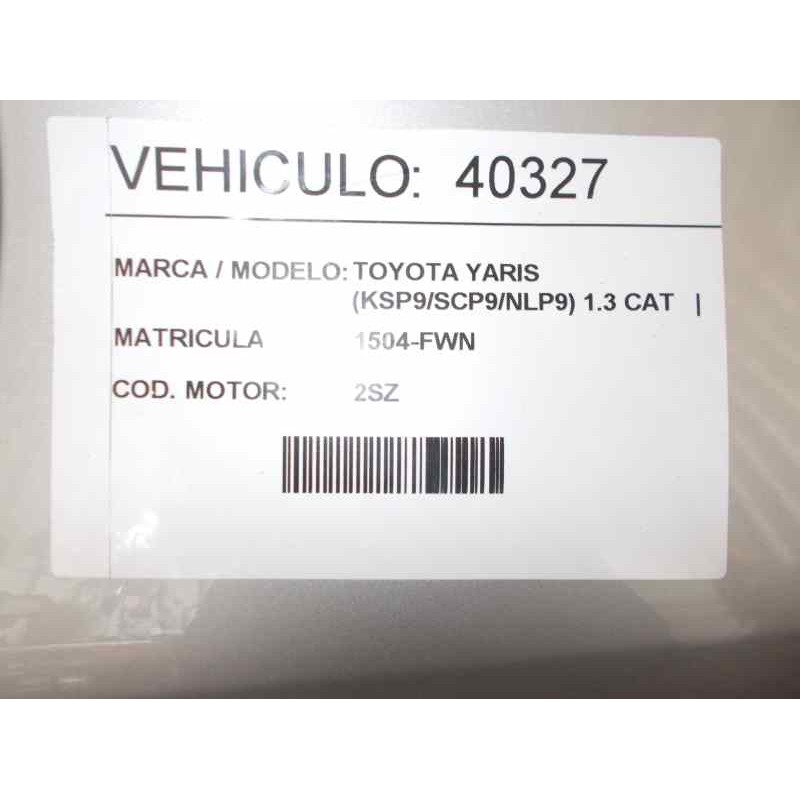 VEHICULO: 40327
MARCA / MODELO: TOYOTA YARIS
(KSP9/SCP9/NLP9) 1.3 CAT |
MATRICULA 1504-FWN
COD. MOTOR: 2SZ